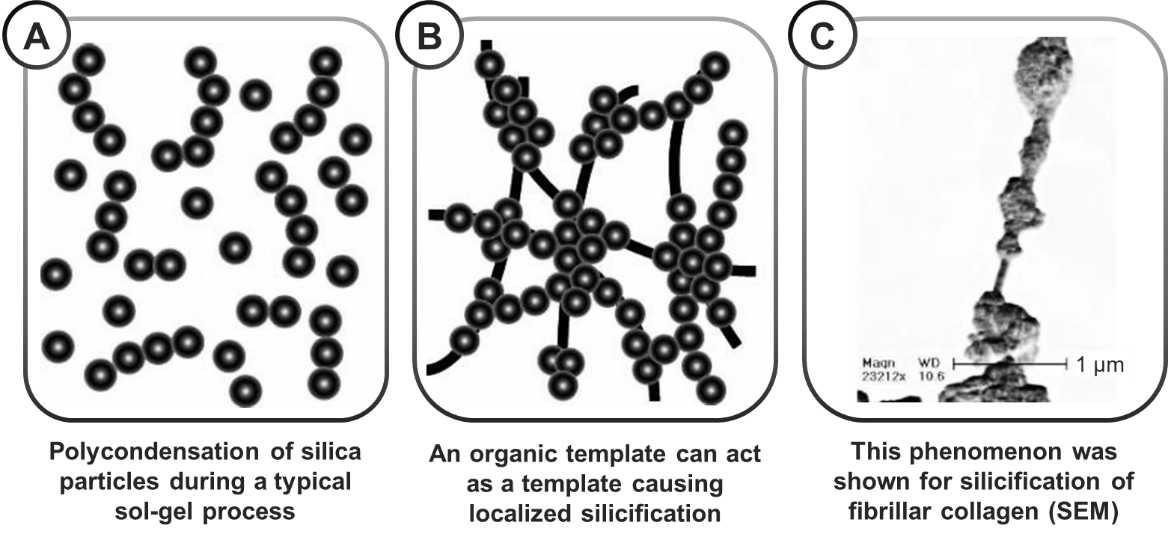 A
B
C
Magn WD
23212x 10.6
1 µm
Polycondensation of silica
particles during a typical
sol-gel process
An organic template can act
as a template causing
localized silicification
This phenomenon was
shown for silicification of
fibrillar collagen (SEM)